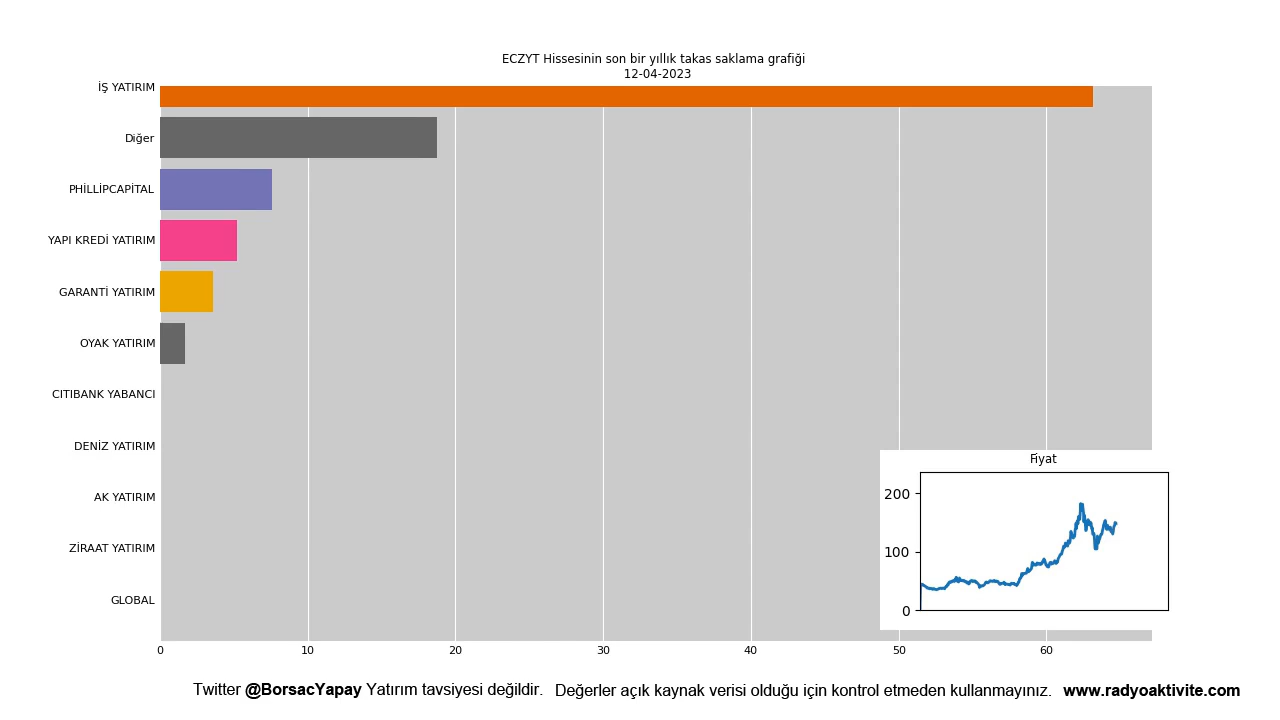 ECZYT Hissesinin son bir yıllık takas saklama grafiği
12-04-2023
İŞ YATIRIM
Diğer
PHİLLİPCAPİTAL
YAPI KREDİ YATIRIM
GARANTİ YATIRIM
OYAK YATIRIM
CITIBANK YABANCI
DENİZ YATIRIM
AK YATIRIM
ZİRAAT YATIRIM
GLOBAL
Fiyat
200
100
0
0 10 20 30 40 50 60
Twitter @BorsacYapay Yatırım tavsiyesi değildir. Değerler açık kaynak verisi olduğu için kontrol etmeden kullanmayınız. www.radyoaktivite.com